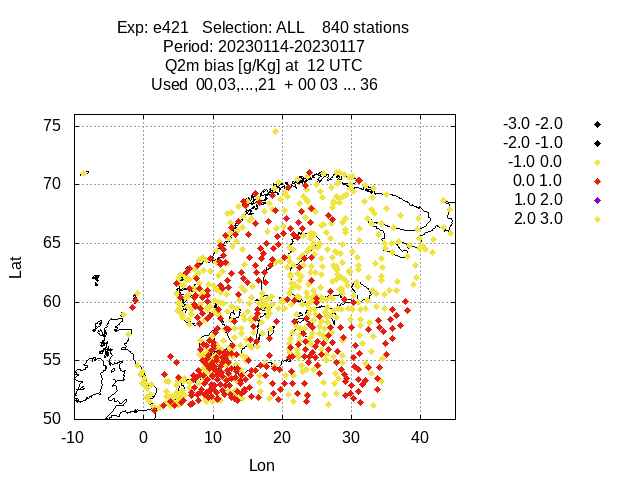 Exp: e421 Selection: ALL 840 stations
Period: 20230114-20230117
Q2m bias [g/Kg] at 12 UTC
Used 00,03,...,21 + 00 03 ... 36
75
70
65
60
55
50
Lat
-10 0 10 20 30 40
Lon
-3.0 -2.0
-2.0 -1.0
-1.0 0.0
0.0 1.0
1.0 2.0
2.0 3.0